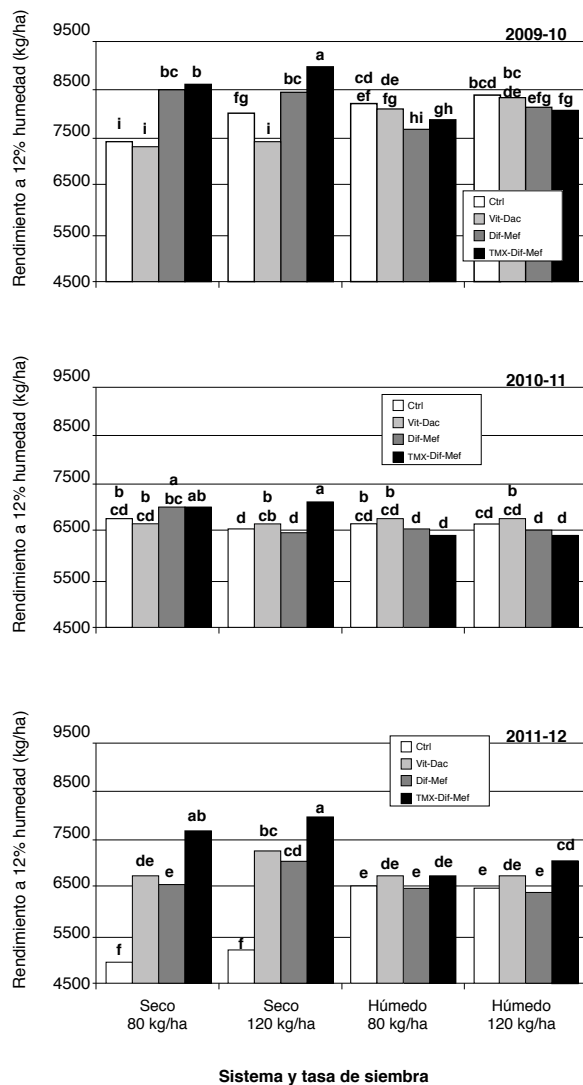 Rendimiento a 12% humedad (kg/ha)
9500
8500
7500
6500
5500
4500
2009-10
i i bc b
fg i bc a
cd
ef
de
fg
hi gh
bcd
bc
de
efg fg
Ctrl
Vit-Dac
Dif-Mef
TMX-Dif-Mef
Rendimiento a 12% humedad (kg/ha)
9500
8500
7500
6500
5500
4500
2010-11
Ctrl
Vit-Dac
Dif-Mef
TMX-Dif-Mef
b
cd
b
cd
a
bc
ab
d
b
cb
d a
b
cd
b
cd
d d
cd
b
cd
d d
Rendimiento a 12% humedad (kg/ha)
9500
8500
7500
6500
5500
4500
2011-12
Ctrl
Vit-Dac
Dif-Mef
TMX-Dif-Mef
f de e ab
f bc cd a
e de e de
e de e cd
Seco
80 kg/ha
Seco
120 kg/ha
Húmedo
80 kg/ha
Húmedo
120 kg/ha
Sistema y tasa de siembra